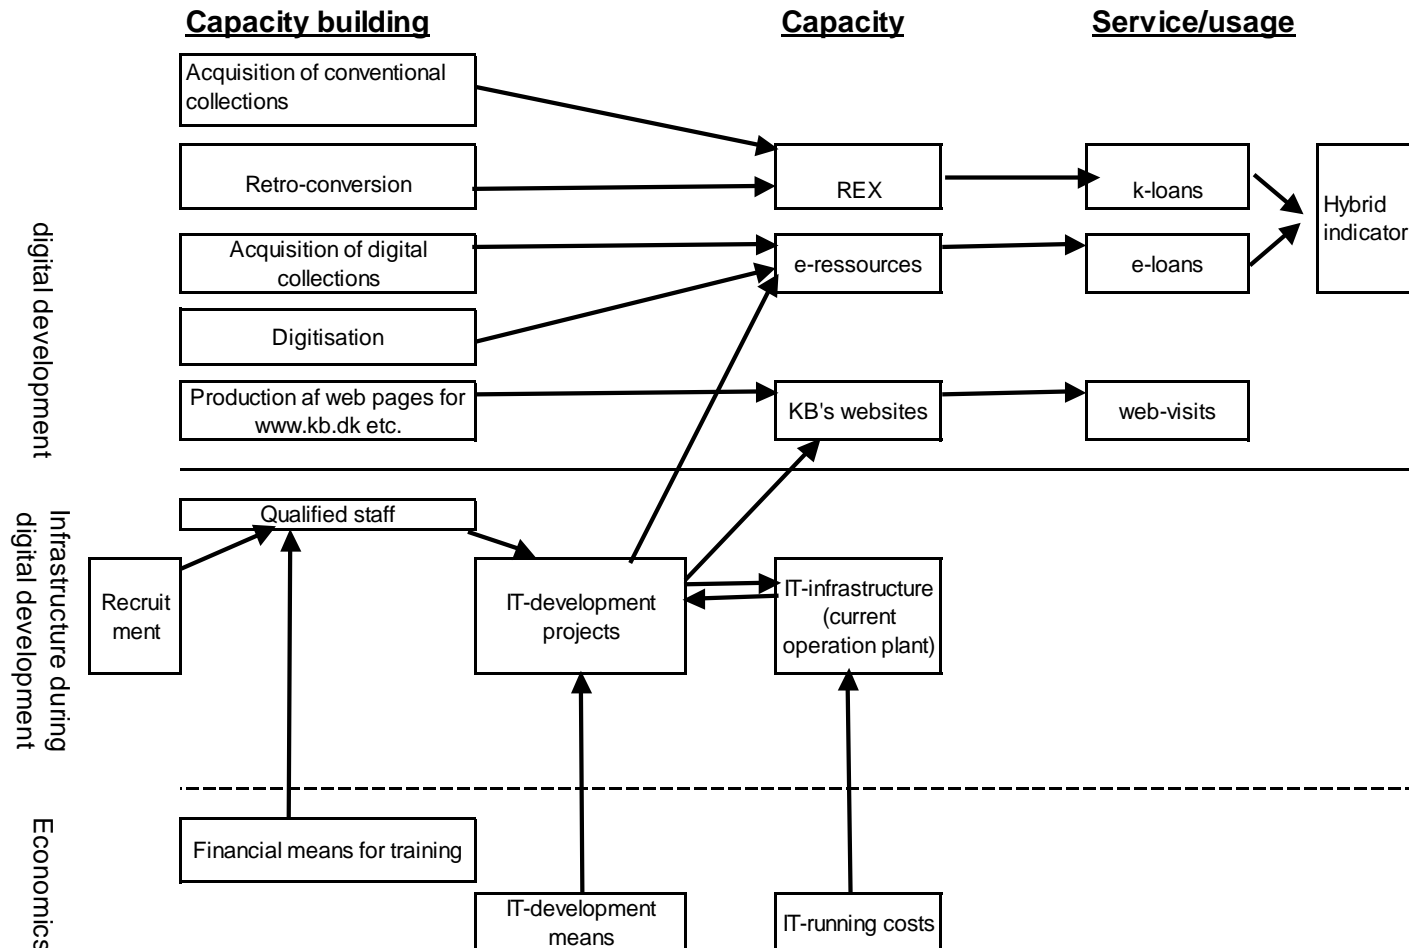 Capacity building
Capacity
Service/usage
Acquisition of conventional
collections
Retro-conversion
REX
k-loans
Hybrid
indicator
digital development
Acquisition of digital
collections
e-ressources
e-loans
Digitisation
Production af web pages for
www.kb.dk etc.
KB's websites
web-visits
Infrastructure during
digital development
Qualified staff
Recruit
ment
IT-development
projects
IT-infrastructure
(current
operation plant)
Economics
Financial means for training
IT-development
means
IT-running costs